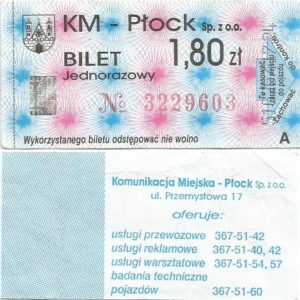 KM - Płock Sp. z o.o.
BILET 1,80 zł
Jednorazowy
№ 3229603
Wykorzystanego biletu odstępować nie wolno
A
Komunikacja Miejska - Płock Sp. z o.o.
ul. Przemysłowa 17
oferuje:
usługi przewozowe 367-51-42
usługi reklamowe 367-51-40, 42
usługi warsztatowe 367-51-54, 57
badania techniczne
pojazdów 367-51-60